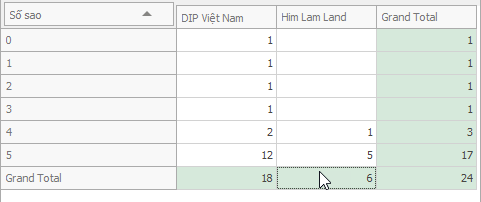 Số sao DIP Việt Nam Him Lam Land Grand Total
0 1 1
1 1 1
2 1 1
3 1 1
4 2 1 3
5 12 5 17
Grand Total 18 6 24